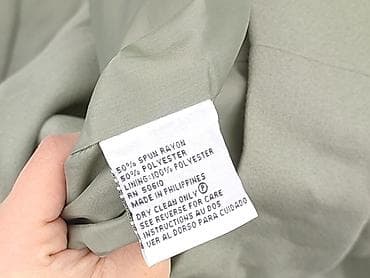 50% SPUN RAYON
50% POLYESTER
LINING:100% POLYESTER
RN 50610
MADE IN PHILIPPINES
DRY CLEAN ONLY Ⓟ
SEE REVERSE FOR CARE
INSTRUCTIONS AU DOS
VER AL DORSO PARA CUIDADO